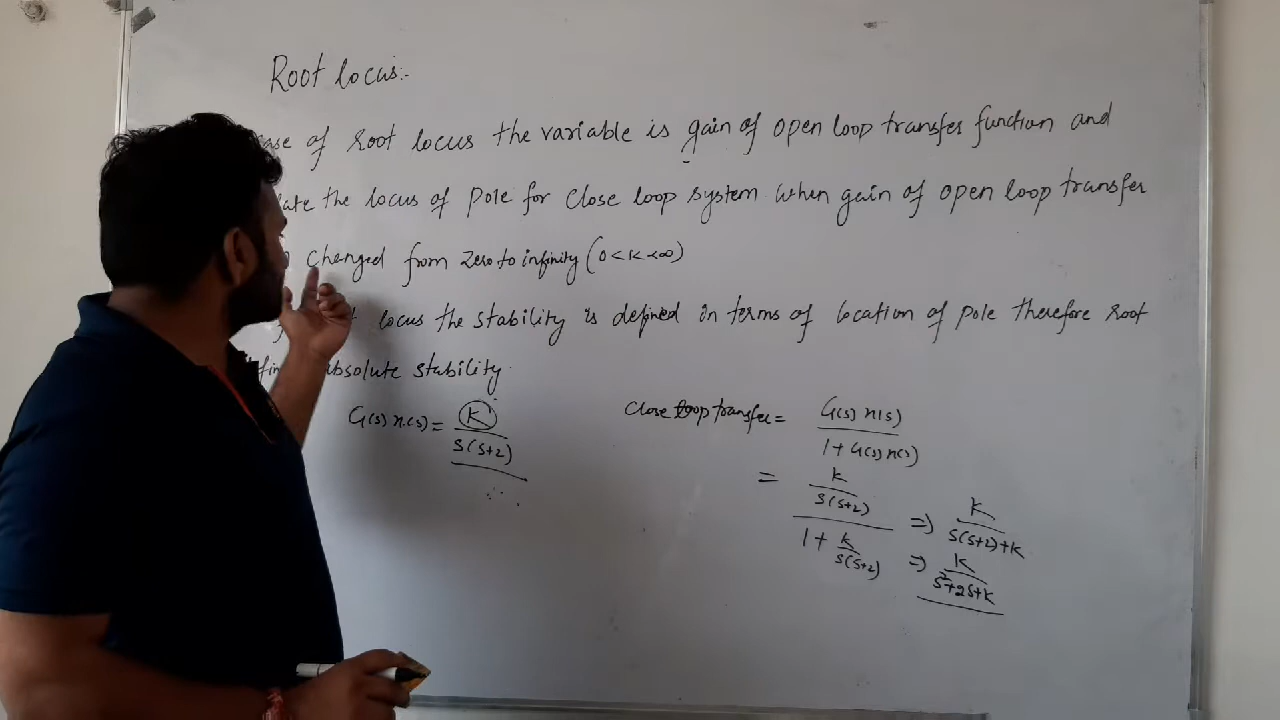 Root locus:-
of root locus the variable is gain of open loop transfer function and
the locus of pole for close loop system when gain of open loop transfer
changed from zero to infinity (0<K<∞)
locus the stability is defined in terms of location of pole therefore root
absolute stability.
G(s) H(s) = K / s(s+2)
close loop transfer = G(s) H(s) / 1+G(s) H(s)
= K/s(s+2) / 1+ K/s(s+2) => K / s(s+2)+K
=> K / s²+2s+K